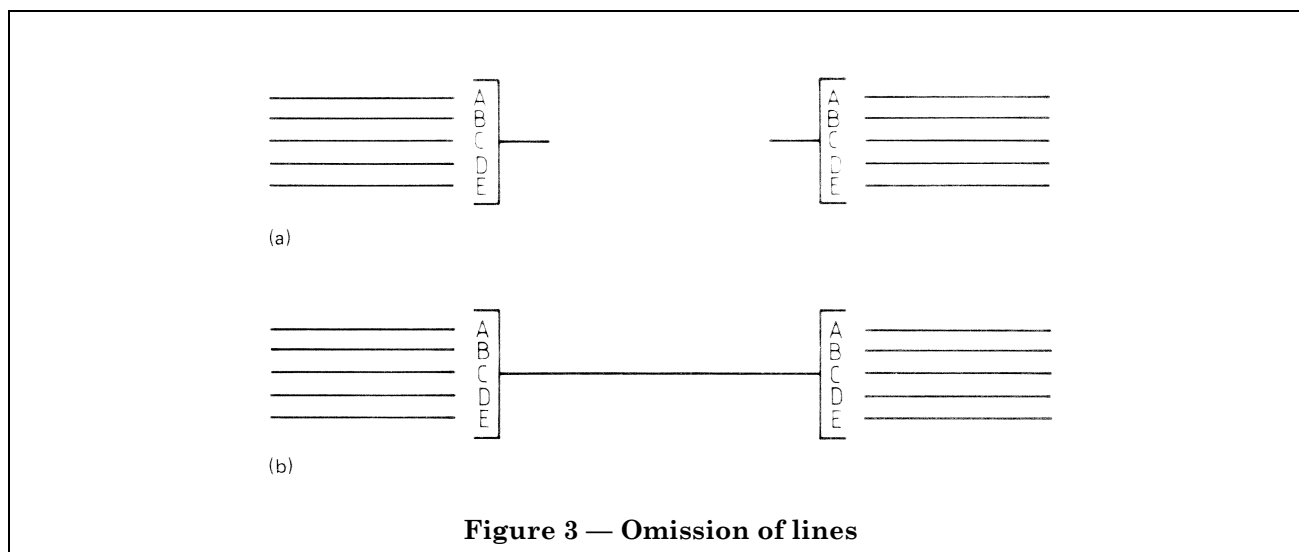 A A
B B
C C
D D
E E
(a)
A A
B B
C C
D D
E E
(b)
Figure 3 — Omission of lines